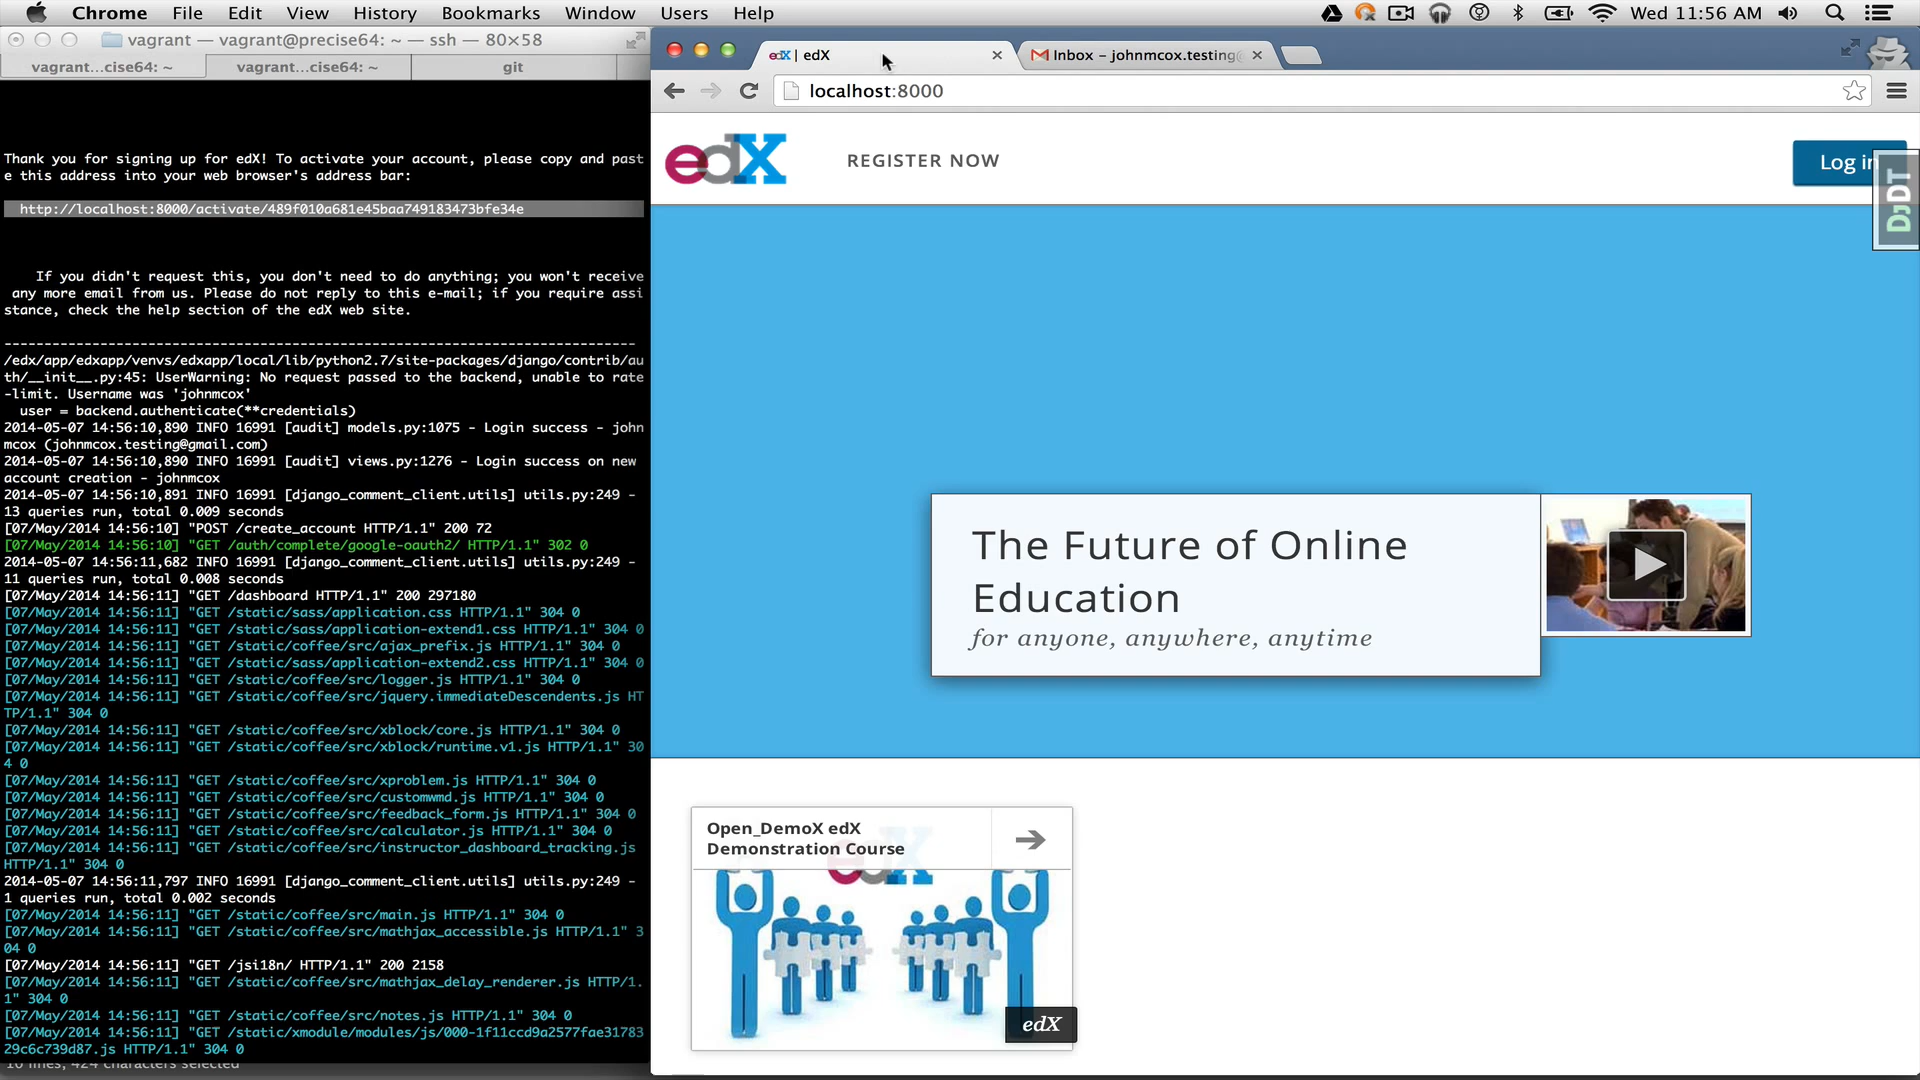 Chrome File Edit View History Bookmarks Window Users Help
Wed 11:56 AM
vagrant — vagrant@precise64: ~ — ssh — 80×58
vagrant...cise64: ~ vagrant...cise64: ~ git
Thank you for signing up for edX! To activate your account, please copy and past
e this address into your web browser's address bar:
http://localhost:8000/activate/489f010a681e45baa749183473bfe34e
If you didn't request this, you don't need to do anything; you won't receive
any more email from us. Please do not reply to this e-mail; if you require assi
stance, check the help section of the edX web site.
-------------------------------------------------------------------------------
/edx/app/edxapp/venvs/edxapp/local/lib/python2.7/site-packages/django/contrib/au
th/__init__.py:45: UserWarning: No request passed to the backend, unable to rate
-limit. Username was 'johnmcox'
user = backend.authenticate(**credentials)
2014-05-07 14:56:10,890 INFO 16991 [audit] models.py:1075 - Login success - john
mcox (johnmcox.testing@gmail.com)
2014-05-07 14:56:10,890 INFO 16991 [audit] views.py:1276 - Login success on new
account creation - johnmcox
2014-05-07 14:56:10,891 INFO 16991 [django_comment_client.utils] utils.py:249 -
13 queries run, total 0.009 seconds
[07/May/2014 14:56:10] "POST /create_account HTTP/1.1" 200 72
[07/May/2014 14:56:10] "GET /auth/complete/google-oauth2/ HTTP/1.1" 302 0
2014-05-07 14:56:11,682 INFO 16991 [django_comment_client.utils] utils.py:249 -
11 queries run, total 0.008 seconds
[07/May/2014 14:56:11] "GET /dashboard HTTP/1.1" 200 297180
[07/May/2014 14:56:11] "GET /static/sass/application.css HTTP/1.1" 304 0
[07/May/2014 14:56:11] "GET /static/sass/application-extend1.css HTTP/1.1" 304 0
[07/May/2014 14:56:11] "GET /static/coffee/src/ajax_prefix.js HTTP/1.1" 304 0
[07/May/2014 14:56:11] "GET /static/sass/application-extend2.css HTTP/1.1" 304 0
[07/May/2014 14:56:11] "GET /static/coffee/src/logger.js HTTP/1.1" 304 0
[07/May/2014 14:56:11] "GET /static/coffee/src/jquery.immediateDescendents.js HT
TP/1.1" 304 0
[07/May/2014 14:56:11] "GET /static/coffee/src/xblock/core.js HTTP/1.1" 304 0
[07/May/2014 14:56:11] "GET /static/coffee/src/xblock/runtime.v1.js HTTP/1.1" 30
4 0
[07/May/2014 14:56:11] "GET /static/coffee/src/xproblem.js HTTP/1.1" 304 0
[07/May/2014 14:56:11] "GET /static/coffee/src/customwmd.js HTTP/1.1" 304 0
[07/May/2014 14:56:11] "GET /static/coffee/src/feedback_form.js HTTP/1.1" 304 0
[07/May/2014 14:56:11] "GET /static/coffee/src/calculator.js HTTP/1.1" 304 0
[07/May/2014 14:56:11] "GET /static/coffee/src/instructor_dashboard_tracking.js
HTTP/1.1" 304 0
2014-05-07 14:56:11,797 INFO 16991 [django_comment_client.utils] utils.py:249 -
1 queries run, total 0.002 seconds
[07/May/2014 14:56:11] "GET /static/coffee/src/main.js HTTP/1.1" 304 0
[07/May/2014 14:56:11] "GET /static/coffee/src/mathjax_accessible.js HTTP/1.1" 3
04 0
[07/May/2014 14:56:11] "GET /jsi18n/ HTTP/1.1" 200 2158
[07/May/2014 14:56:11] "GET /static/coffee/src/mathjax_delay_renderer.js HTTP/1.
1" 304 0
[07/May/2014 14:56:11] "GET /static/coffee/src/notes.js HTTP/1.1" 304 0
[07/May/2014 14:56:11] "GET /static/xmodule/modules/js/000-1f11ccd9a2577fae31783
29c6c739d87.js HTTP/1.1" 304 0
16 lines, 424 characters selected
edX | edX
Inbox – johnmcox.testing@
localhost:8000
edX REGISTER NOW Log in
DjDT
The Future of Online
Education
for anyone, anywhere, anytime
Open_DemoX edX
Demonstration Course
edX
edX